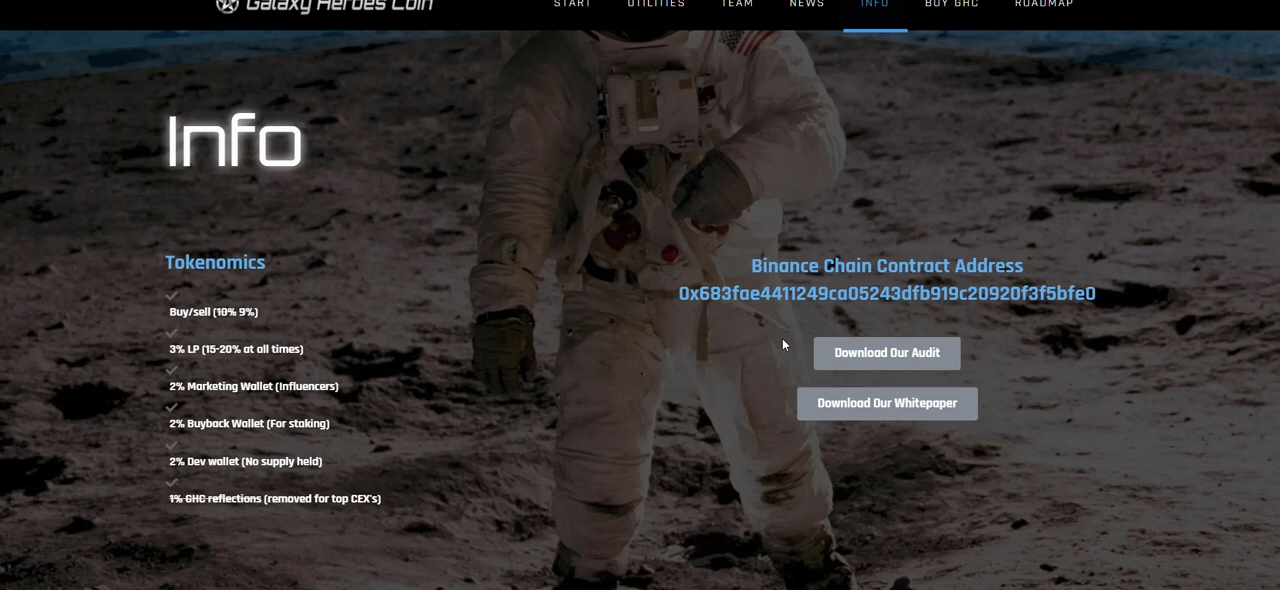 Galaxy Heroes Coin
START UTILITIES TEAM NEWS INFO BUY GHC ROADMAP
Info
Tokenomics
Buy/sell (10% 9%)
3% LP (15-20% at all times)
2% Marketing Wallet (Influencers)
2% Buyback Wallet (For staking)
2% Dev wallet (No supply held)
1% GHC reflections (removed for top CEX's)
Binance Chain Contract Address
0x683fae4411249ca05243dfb919c20920f3f5bfe0
Download Our Audit
Download Our Whitepaper